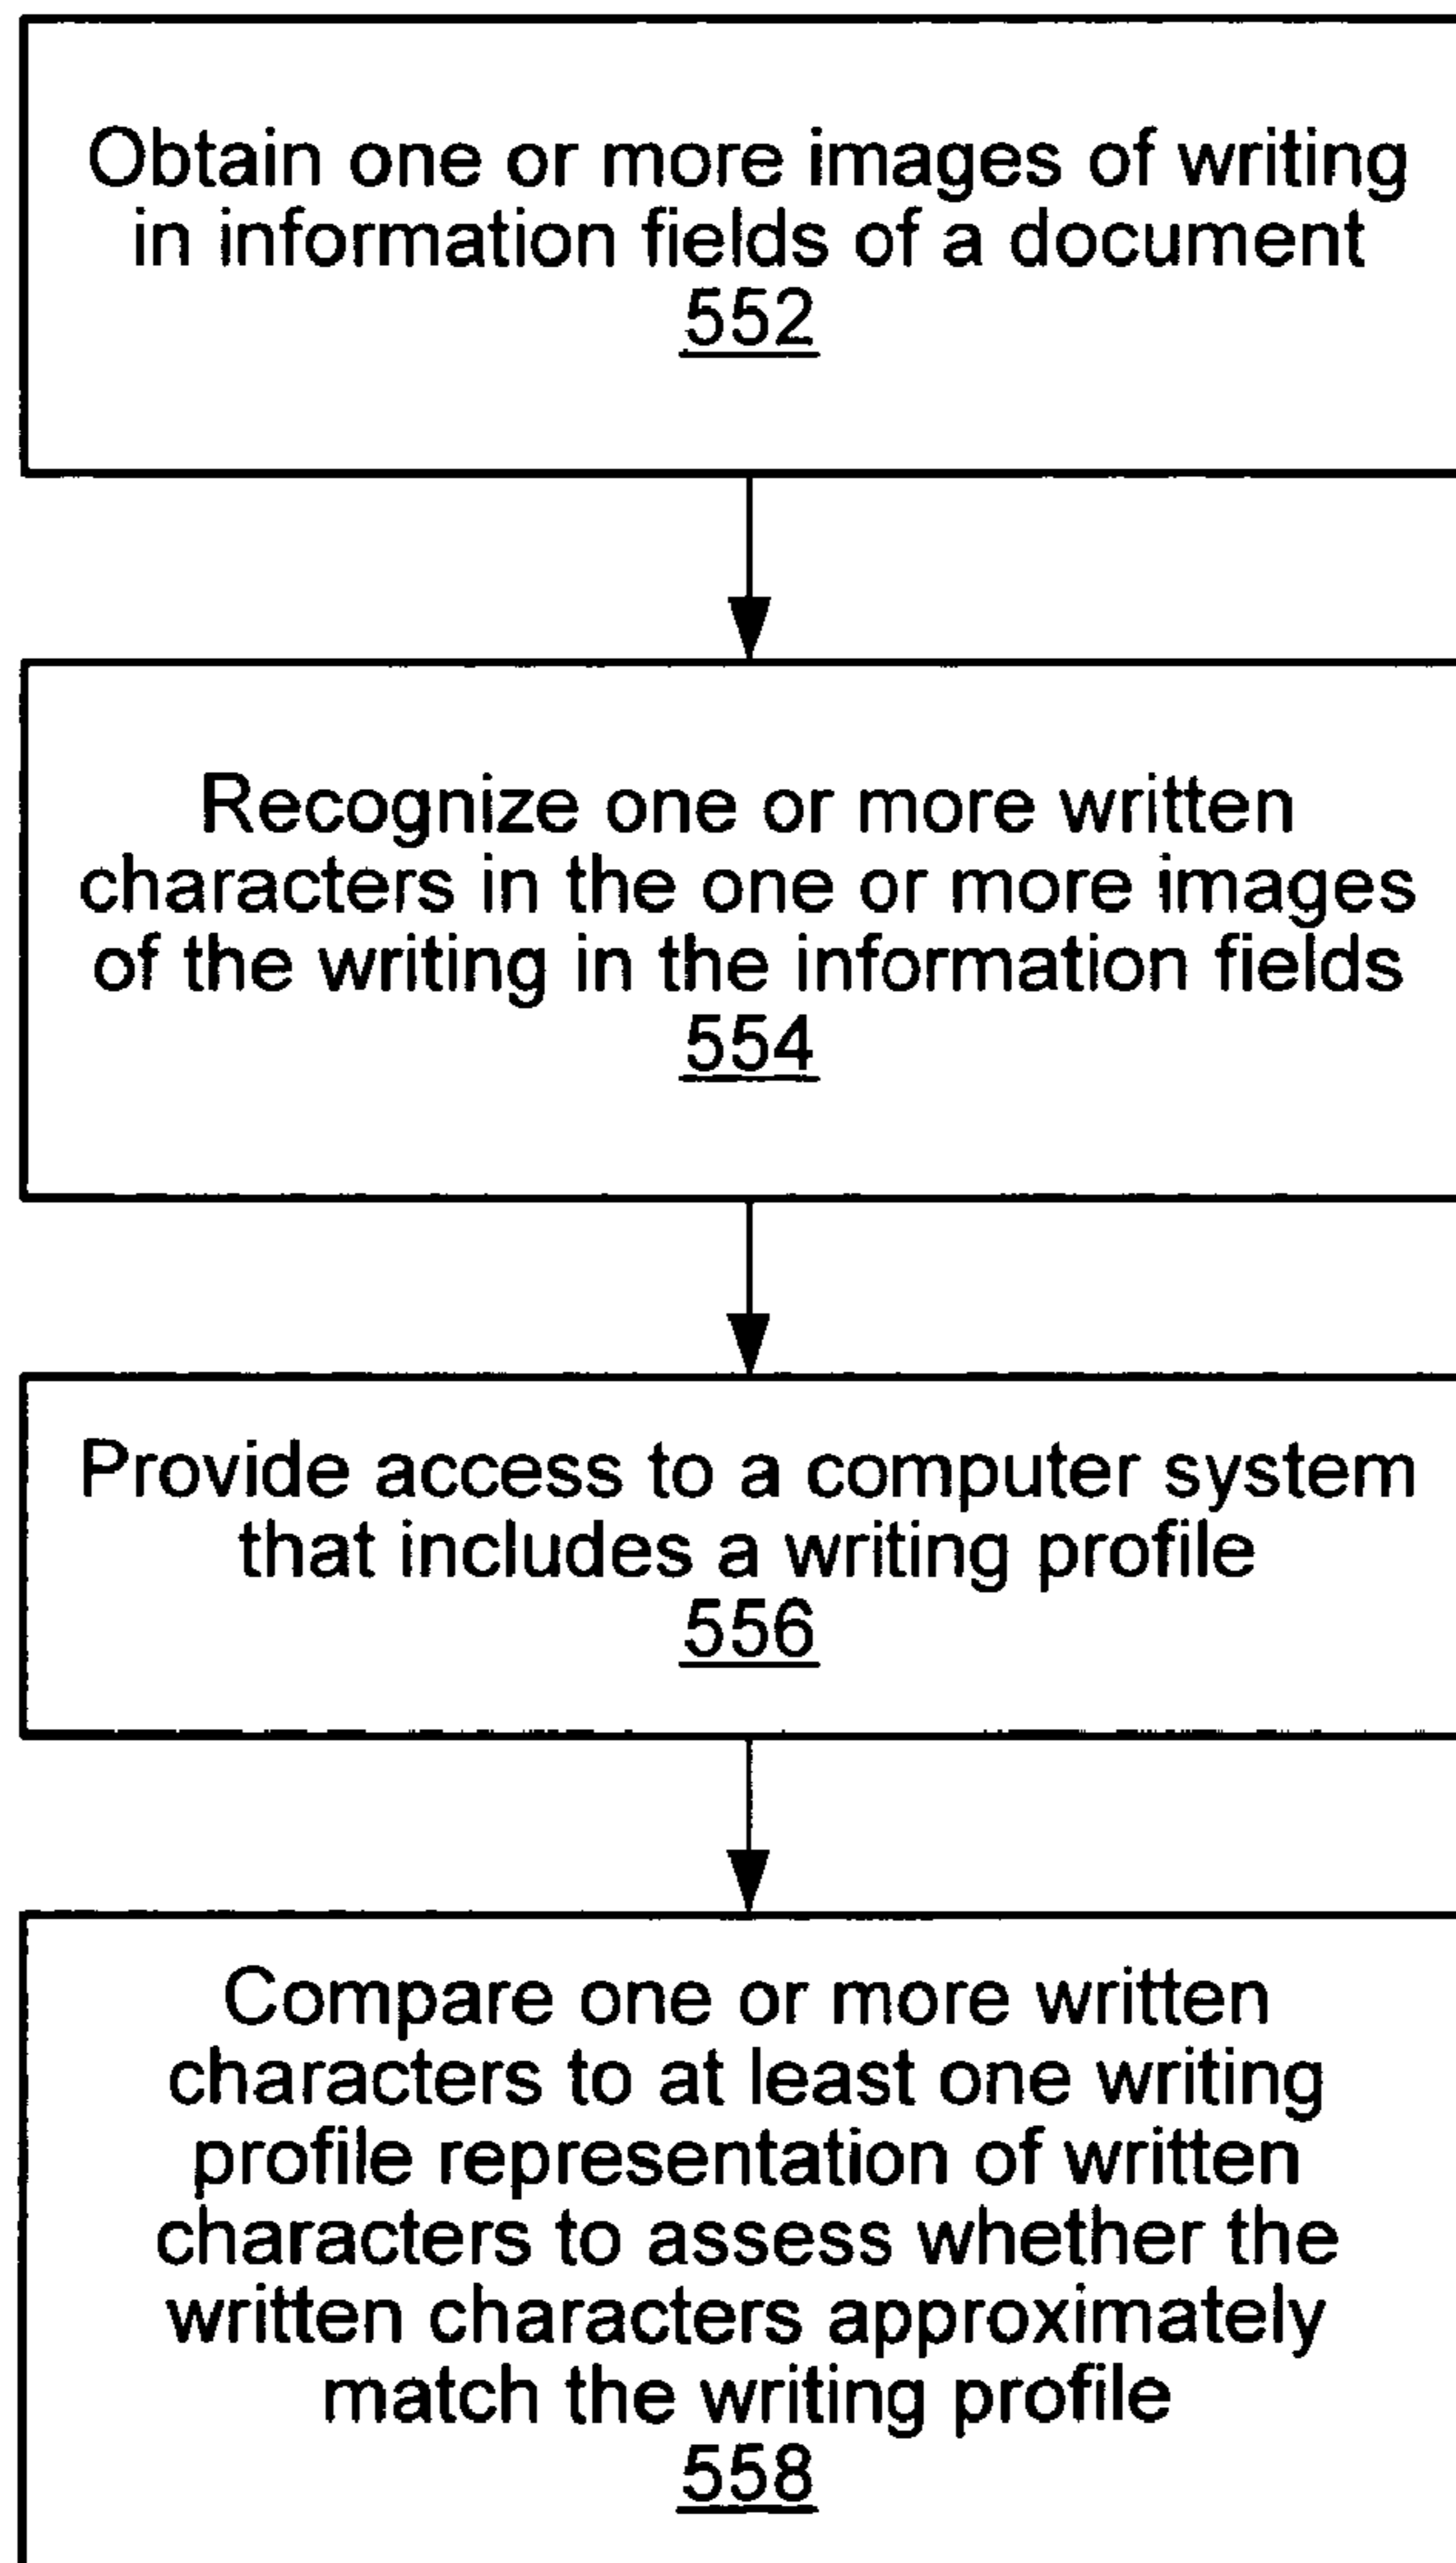 Obtain one or more images of writing
in information fields of a document
552
Recognize one or more written
characters in the one or more images
of the writing in the information fields
554
Provide access to a computer system
that includes a writing profile
556
Compare one or more written
characters to at least one writing
profile representation of written
characters to assess whether the
written characters approximately
match the writing profile
558